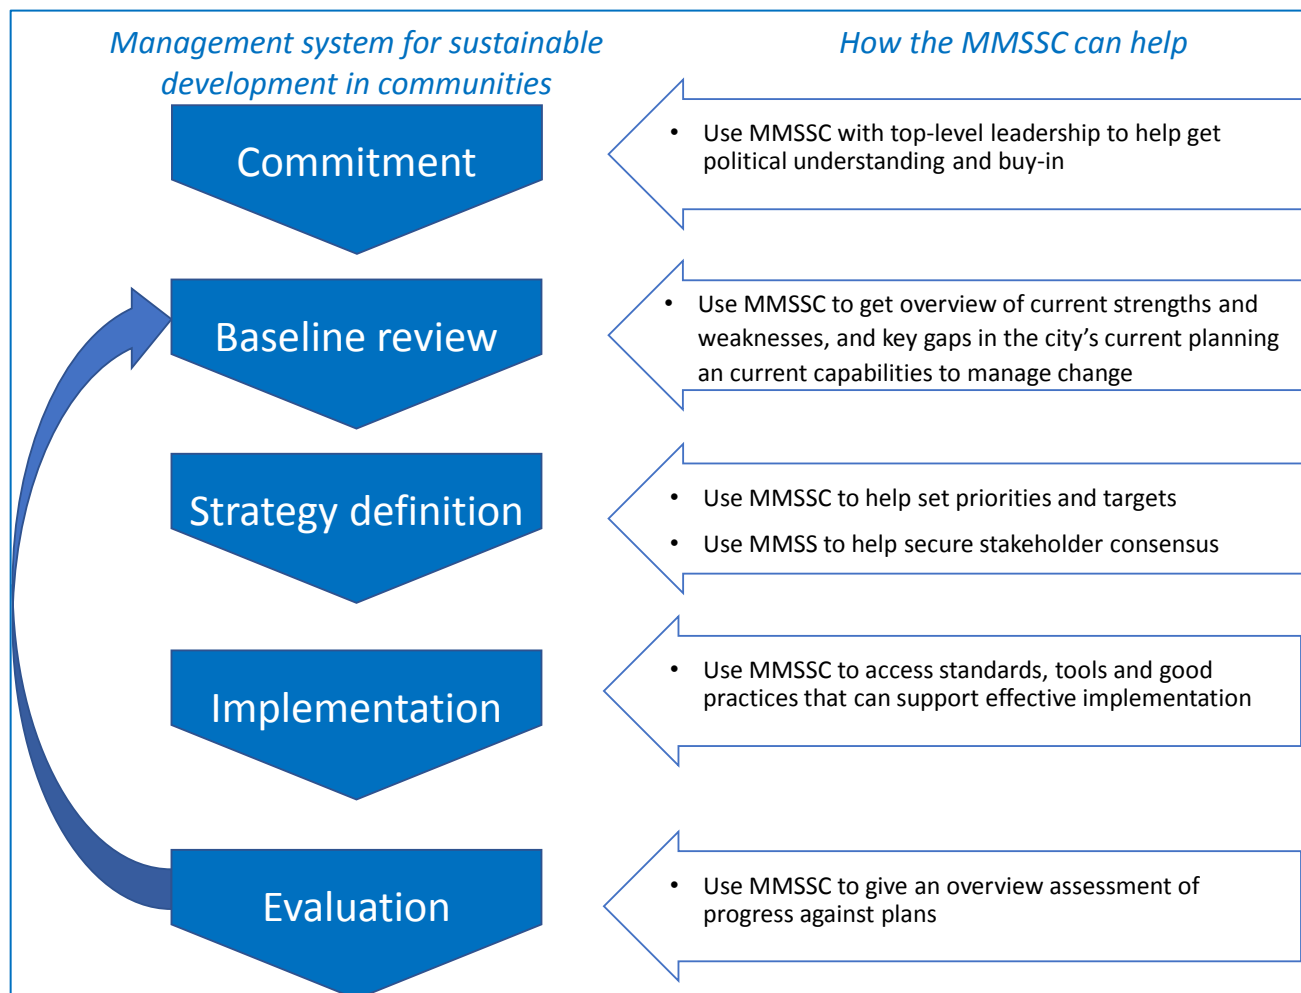 Management system for sustainable
development in communities
How the MMSSC can help
Commitment
• Use MMSSC with top-level leadership to help get
political understanding and buy-in
Baseline review
• Use MMSSC to get overview of current strengths and
weaknesses, and key gaps in the city’s current planning
an current capabilities to manage change
Strategy definition
• Use MMSSC to help set priorities and targets
• Use MMSS to help secure stakeholder consensus
Implementation
• Use MMSSC to access standards, tools and good
practices that can support effective implementation
Evaluation
• Use MMSSC to give an overview assessment of
progress against plans